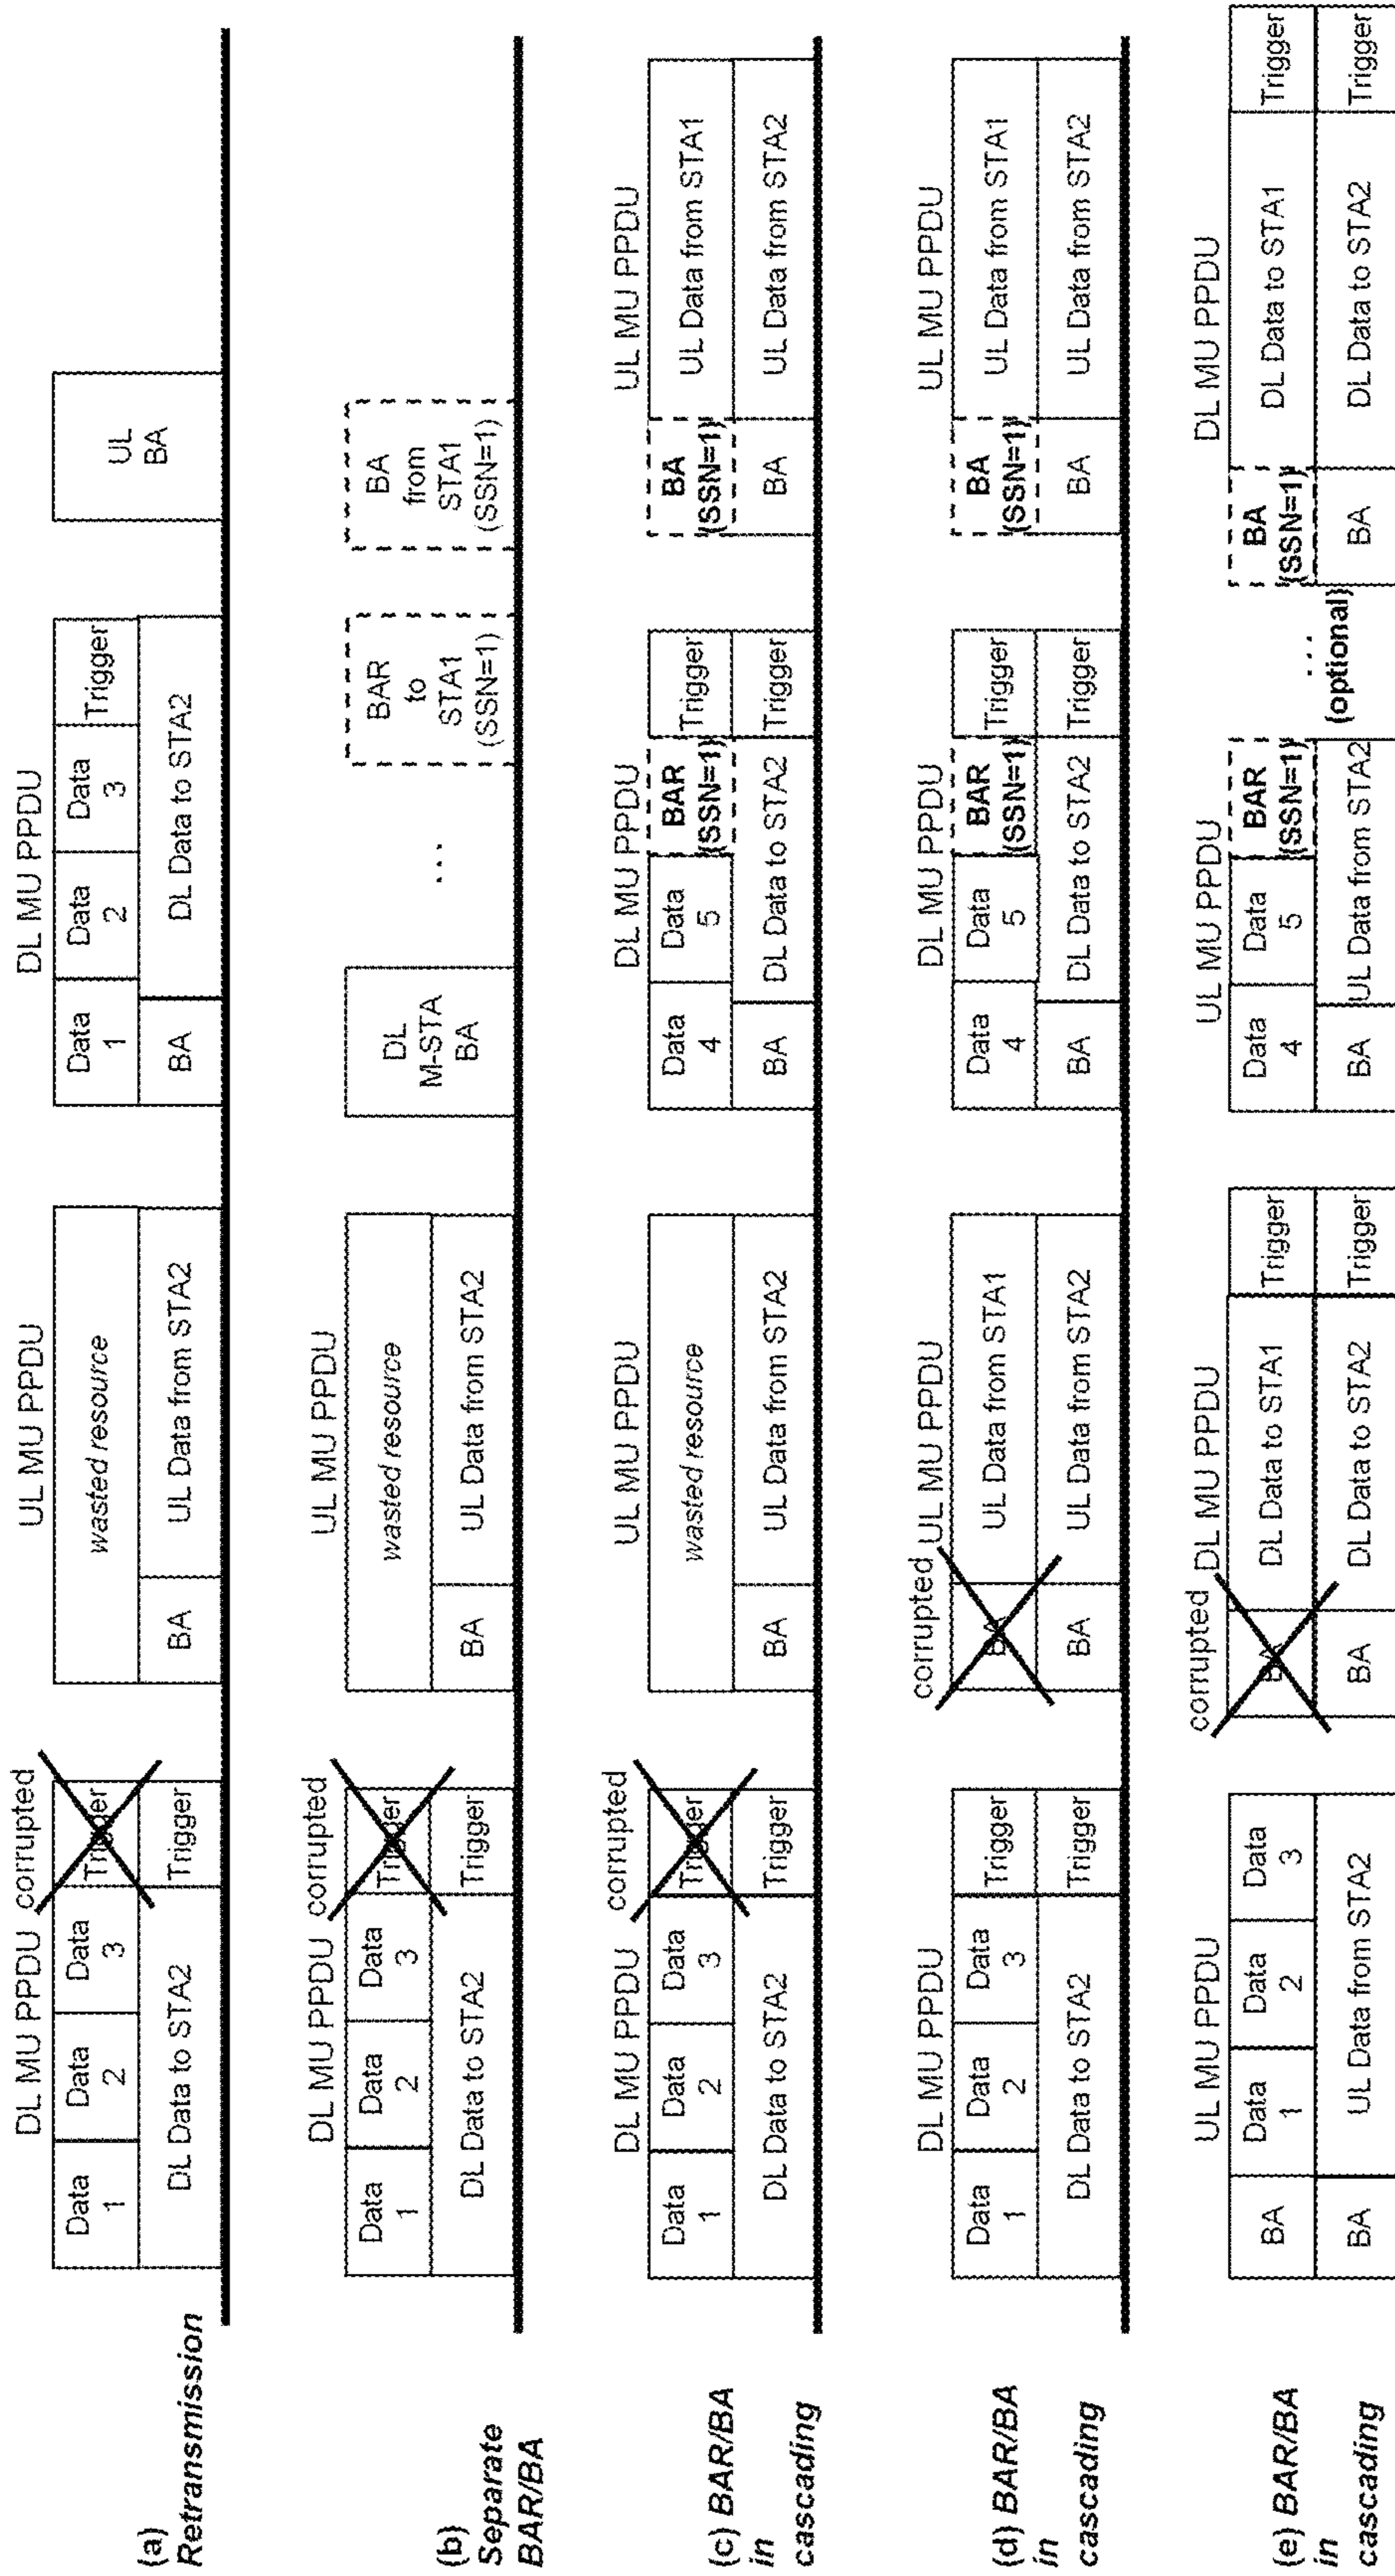 (a)
Retransmission
DL MU PPDU
corrupted
Data
1
Data
2
Data
3
Trigger
DL Data to STA2
Trigger
UL MU PPDU
wasted resource
BA
UL Data from STA2
DL MU PPDU
Data
1
Data
2
Data
3
Trigger
BA
DL Data to STA2
UL
BA
(b)
Separate
BAR/BA
DL MU PPDU
corrupted
Data
1
Data
2
Data
3
Trigger
DL Data to STA2
Trigger
UL MU PPDU
wasted resource
BA
UL Data from STA2
DL
M-STA
BA
...
BAR
to
STA1
(SSN=1)
BA
from
STA1
(SSN=1)
(c) BAR/BA
in
cascading
DL MU PPDU
corrupted
Data
1
Data
2
Data
3
Trigger
DL Data to STA2
Trigger
UL MU PPDU
wasted resource
BA
UL Data from STA2
DL MU PPDU
Data
4
Data
5
BAR
(SSN=1)
Trigger
BA
DL Data to STA2
Trigger
UL MU PPDU
BA
(SSN=1)
UL Data from STA1
BA
UL Data from STA2
(d) BAR/BA
in
cascading
DL MU PPDU
Data
1
Data
2
Data
3
Trigger
DL Data to STA2
Trigger
corrupted
UL MU PPDU
BA
UL Data from STA1
BA
UL Data from STA2
DL MU PPDU
Data
4
Data
5
BAR
(SSN=1)
Trigger
BA
DL Data to STA2
Trigger
UL MU PPDU
BA
(SSN=1)
UL Data from STA1
BA
UL Data from STA2
(e) BAR/BA
in
cascading
UL MU PPDU
BA
Data
1
Data
2
Data
3
BA
UL Data from STA2
corrupted
DL MU PPDU
BA
DL Data to STA1
Trigger
BA
DL Data to STA2
Trigger
UL MU PPDU
Data
4
Data
5
BAR
(SSN=1)
BA
UL Data from STA2
...
(optional)
DL MU PPDU
BA
(SSN=1)
DL Data to STA1
Trigger
BA
DL Data to STA2
Trigger